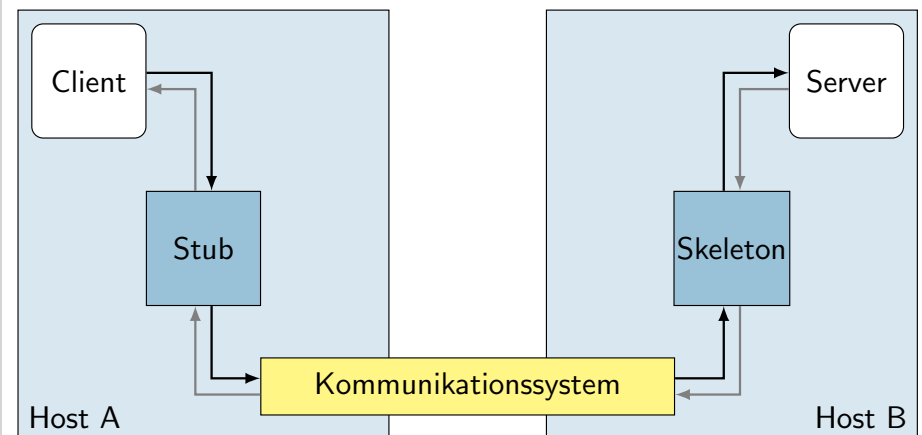 Client
Server
Stub
Skeleton
Kommunikationssystem
Host A
Host B